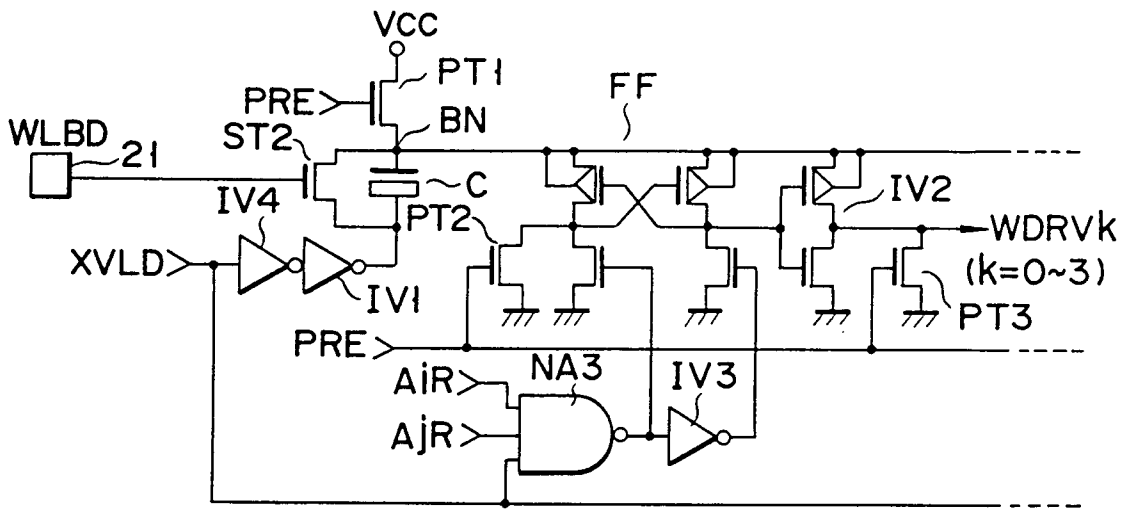 VCC
PT1
PRE
BN
FF
WLBD
21
ST2
C
IV4
PT2
IV2
XVLD
IV1
WDRVk
(k=0~3)
PT3
PRE
NA3
IV3
AiR
AjR